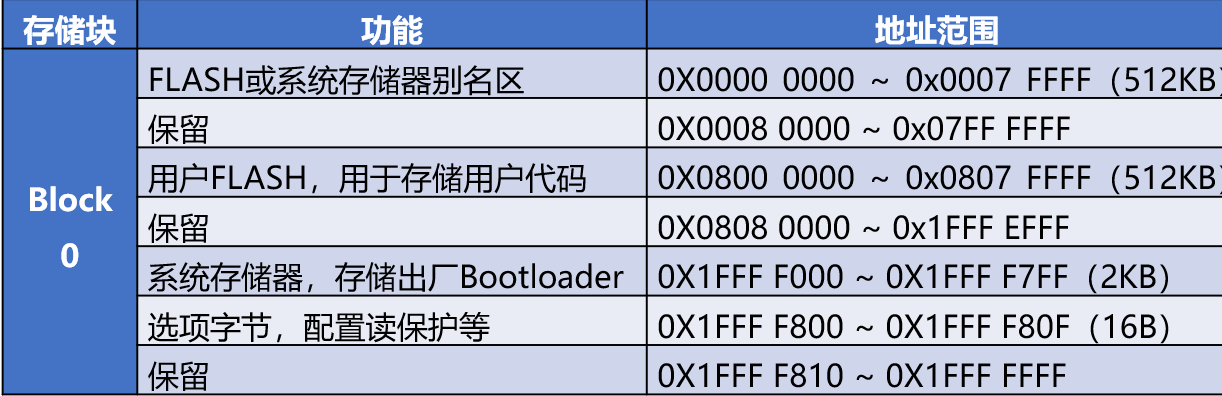 存储块 功能 地址范围
Block 0
FLASH或系统存储器别名区 0X0000 0000 ~ 0x0007 FFFF（512KB）
保留 0X0008 0000 ~ 0x07FF FFFF
用户FLASH，用于存储用户代码 0X0800 0000 ~ 0x0807 FFFF（512KB）
保留 0X0808 0000 ~ 0x1FFF EFFF
系统存储器，存储出厂Bootloader 0X1FFF F000 ~ 0X1FFF F7FF（2KB）
选项字节，配置读保护等 0X1FFF F800 ~ 0X1FFF F80F（16B）
保留 0X1FFF F810 ~ 0X1FFF FFFF